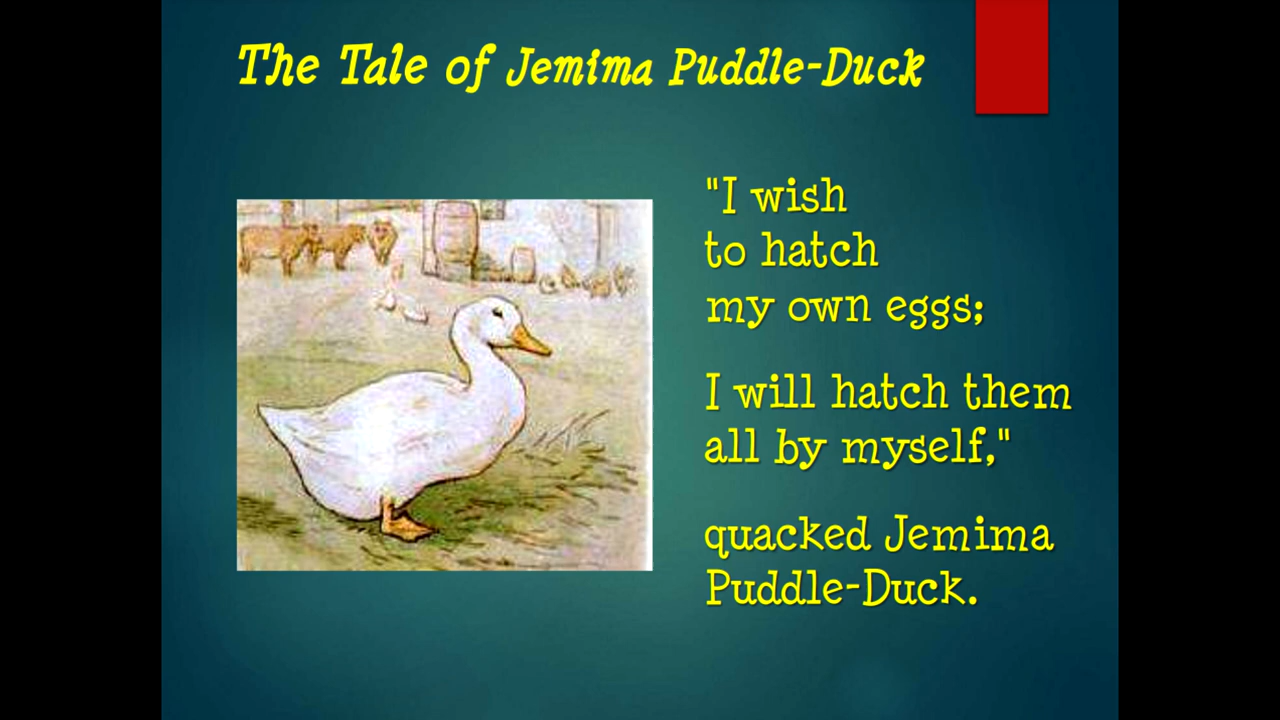 The Tale of Jemima Puddle-Duck
"I wish
to hatch
my own eggs;
I will hatch them
all by myself,"
quacked Jemima
Puddle-Duck.